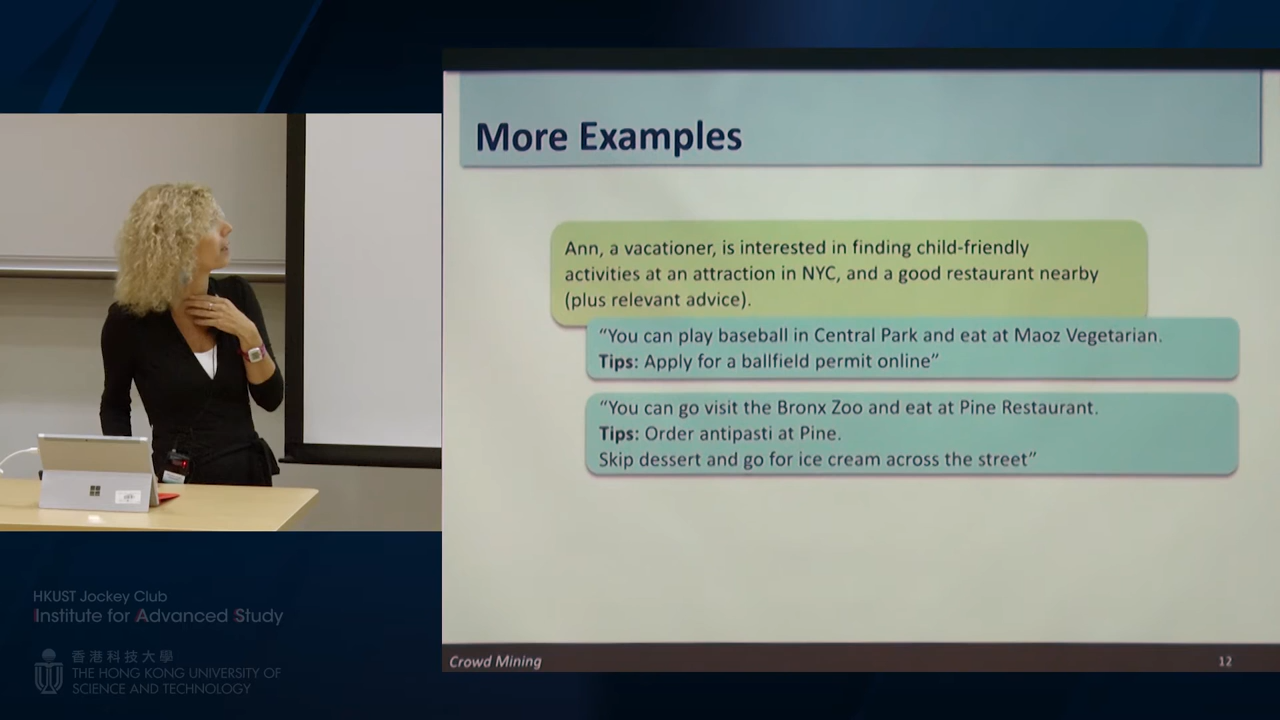 More Examples
Ann, a vacationer, is interested in finding child-friendly
activities at an attraction in NYC, and a good restaurant nearby
(plus relevant advice).
“You can play baseball in Central Park and eat at Maoz Vegetarian.
Tips: Apply for a ballfield permit online”
“You can go visit the Bronx Zoo and eat at Pine Restaurant.
Tips: Order antipasti at Pine.
Skip dessert and go for ice cream across the street”
Crowd Mining
12
HKUST Jockey Club
Institute for Advanced Study
香港科技大學
THE HONG KONG UNIVERSITY OF
SCIENCE AND TECHNOLOGY